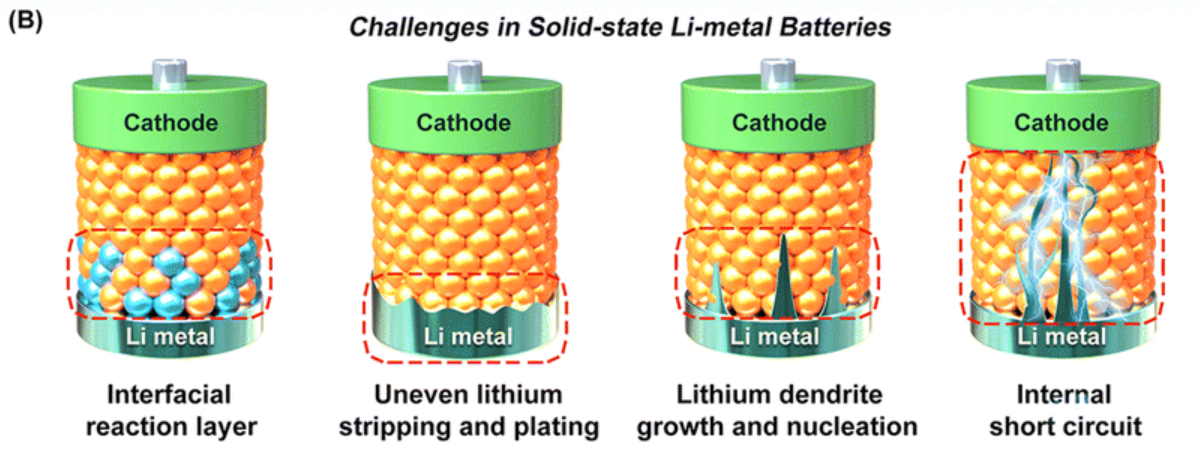 (B)
Challenges in Solid-state Li-metal Batteries
Cathode
Cathode
Cathode
Cathode
Li metal
Li metal
Li metal
Li metal
Interfacial
reaction layer
Uneven lithium
stripping and plating
Lithium dendrite
growth and nucleation
Internal
short circuit